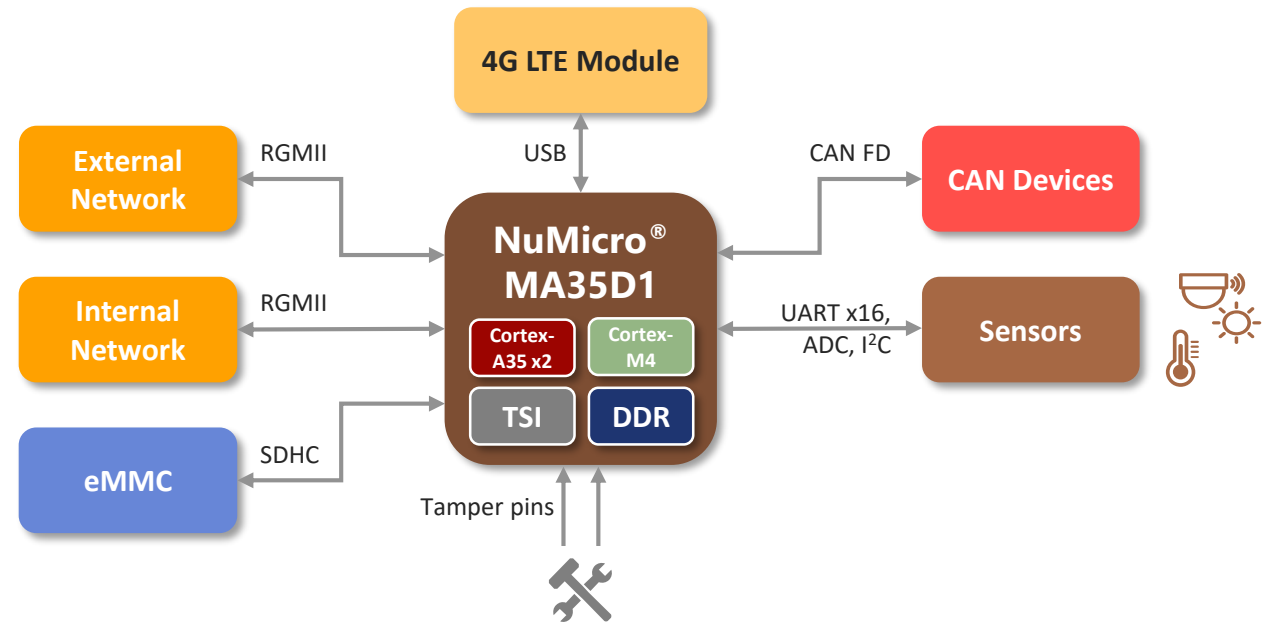 4G LTE Module
External
Network
RGMII
USB
CAN FD
CAN Devices
NuMicro®
MA35D1
Internal
Network
RGMII
UART x16,
ADC, I²C
Sensors
Cortex-
A35 x2
Cortex-
M4
TSI
DDR
eMMC
SDHC
Tamper pins